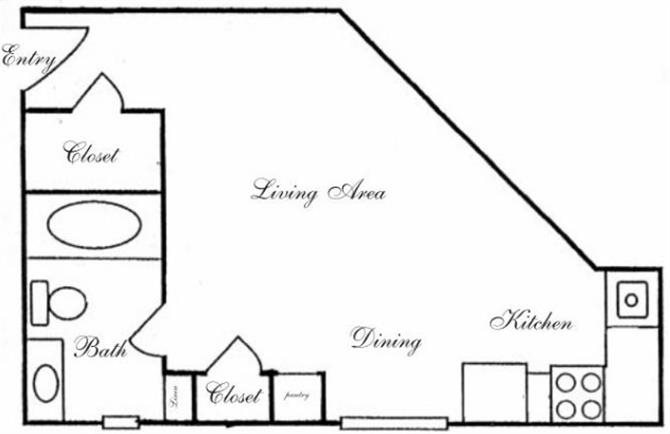 Entry
Closet
Living Area
Kitchen
Dining
Bath
Linen
Closet
pantry